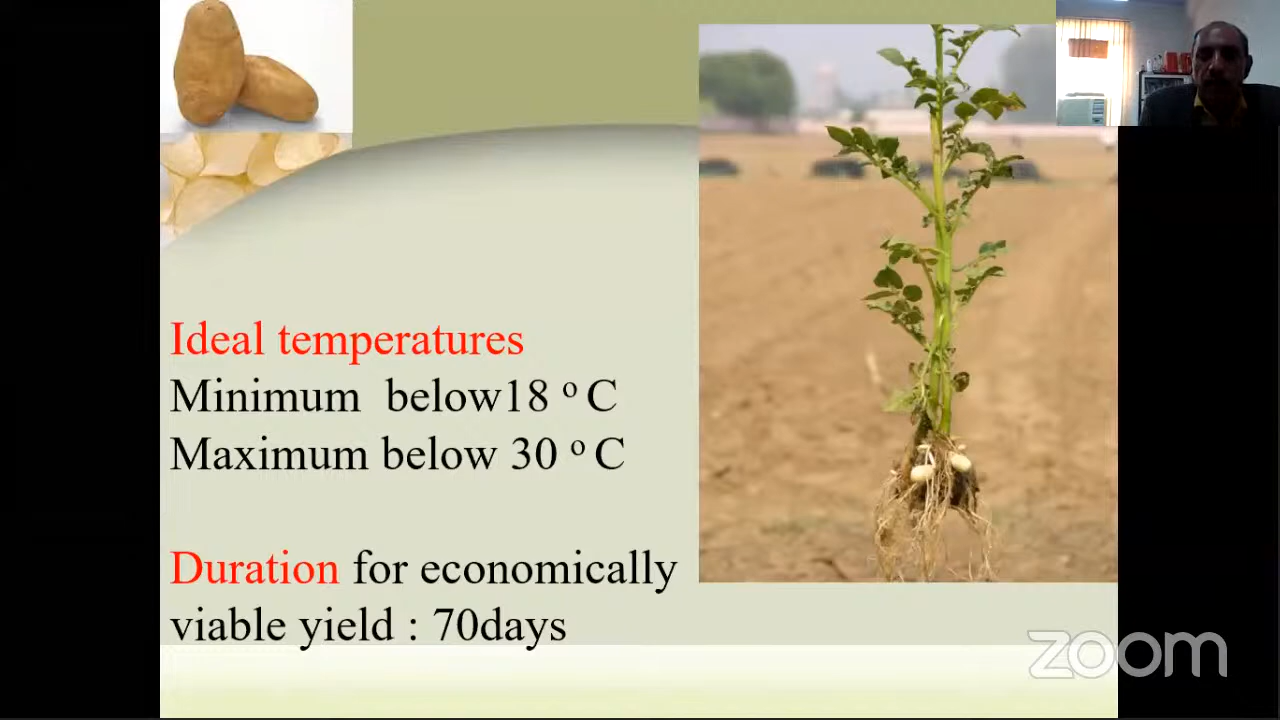 Ideal temperatures
Minimum below18 º C
Maximum below 30 º C
Duration for economically
viable yield : 70days
zoom